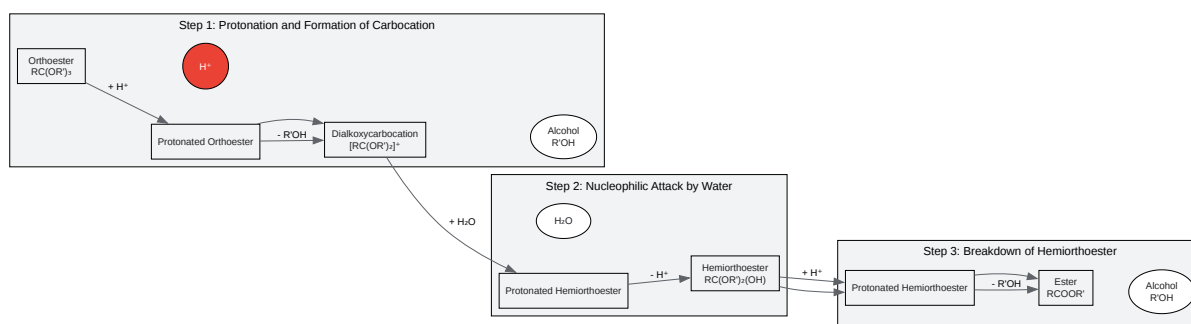 Step 1: Protonation and Formation of Carbocation
Orthoester
RC(OR')₃
H⁺
+ H⁺
Protonated Orthoester
- R'OH
Dialkoxycarbocation
[RC(OR')₂]⁺
Alcohol
R'OH
+ H₂O
Step 2: Nucleophilic Attack by Water
H₂O
Protonated Hemiorthoester
- H⁺
Hemiorthoester
RC(OR')₂(OH)
+ H⁺
Step 3: Breakdown of Hemiorthoester
Protonated Hemiorthoester
- R'OH
Ester
RCOOR'
Alcohol
R'OH